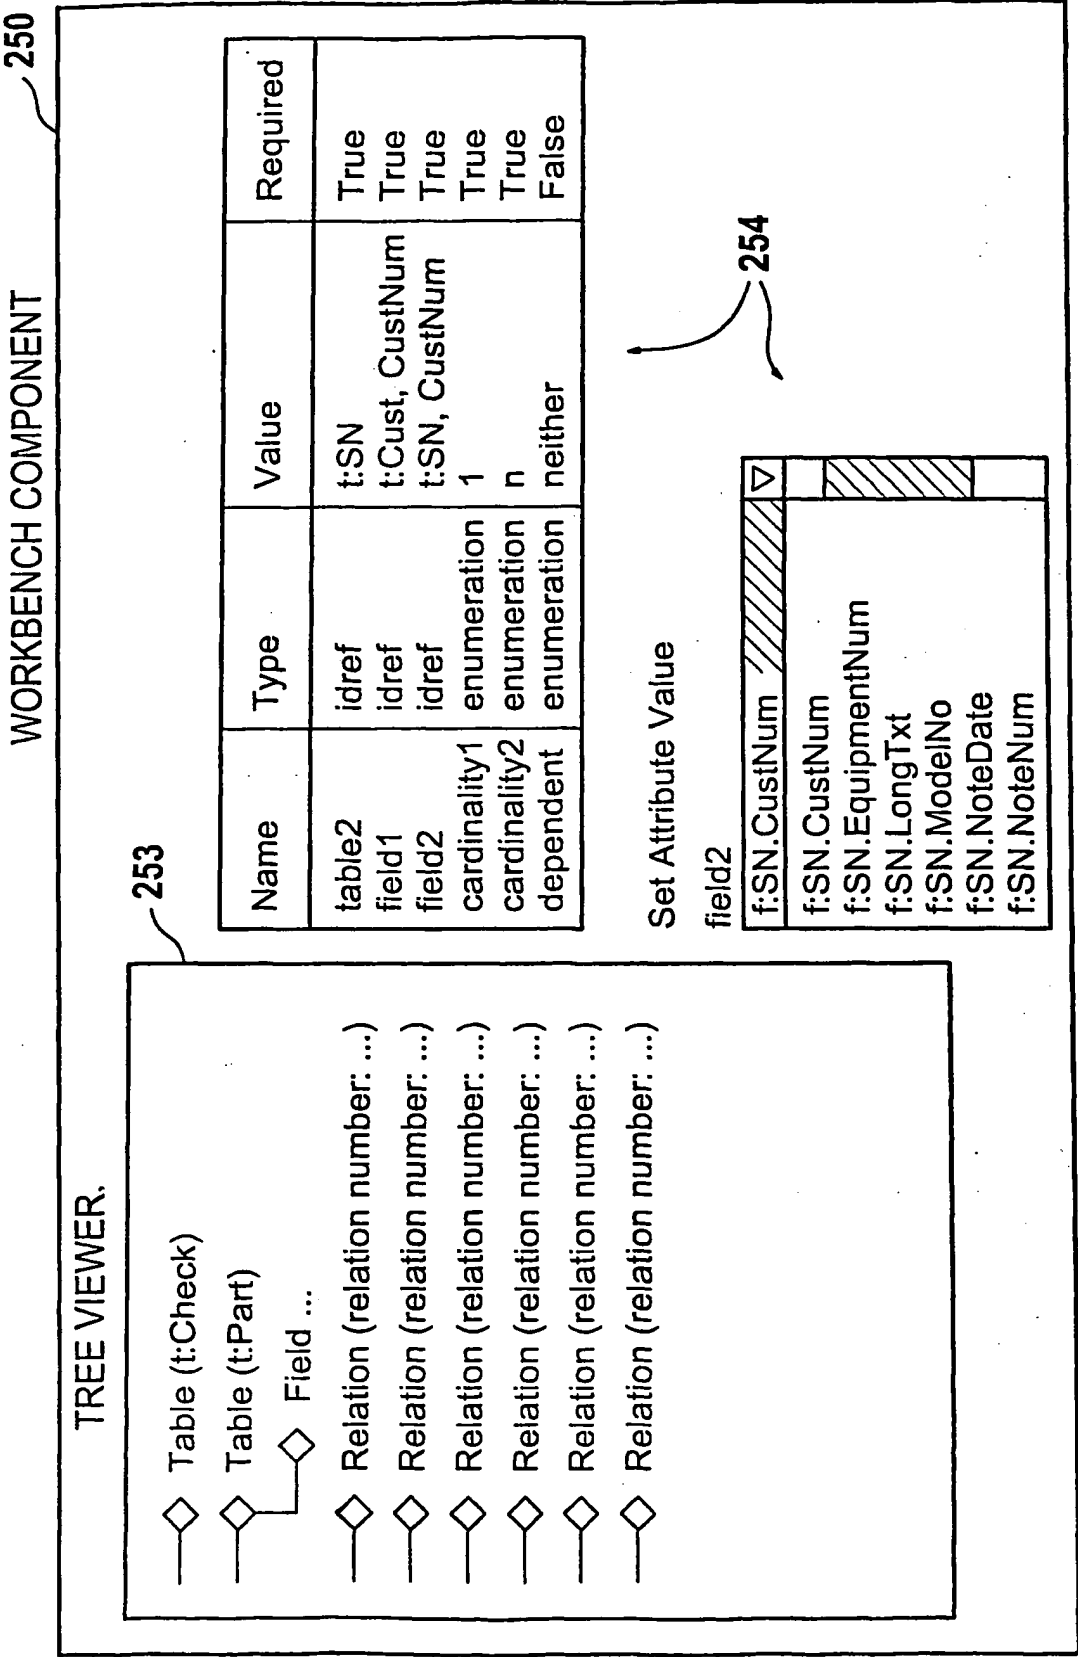 WORKBENCH COMPONENT
250
TREE VIEWER.
253
Table (t:Check)
Table (t:Part)
Field ...
Relation (relation number: ...)
Relation (relation number: ...)
Relation (relation number: ...)
Relation (relation number: ...)
Relation (relation number: ...)
Relation (relation number: ...)
Name Type Value Required
table2 idref t:SN True
field1 idref t:Cust, CustNum True
field2 idref t:SN, CustNum True
cardinality1 enumeration 1 True
cardinality2 enumeration n True
dependent enumeration neither False
254
Set Attribute Value
field2
f:SN.CustNum
f:SN.CustNum
f:SN.EquipmentNum
f:SN.LongTxt
f:SN.ModelNo
f:SN.NoteDate
f:SN.NoteNum